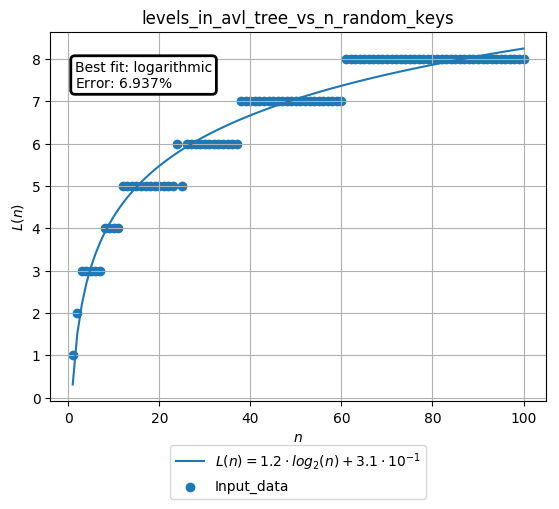 levels_in_avl_tree_vs_n_random_keys
Best fit: logarithmic
Error: 6.937%
8
7
6
5
4
3
2
1
0
L(n)
0 20 40 60 80 100
n
L(n) = 1.2 · log₂(n) + 3.1 · 10⁻¹
Input_data